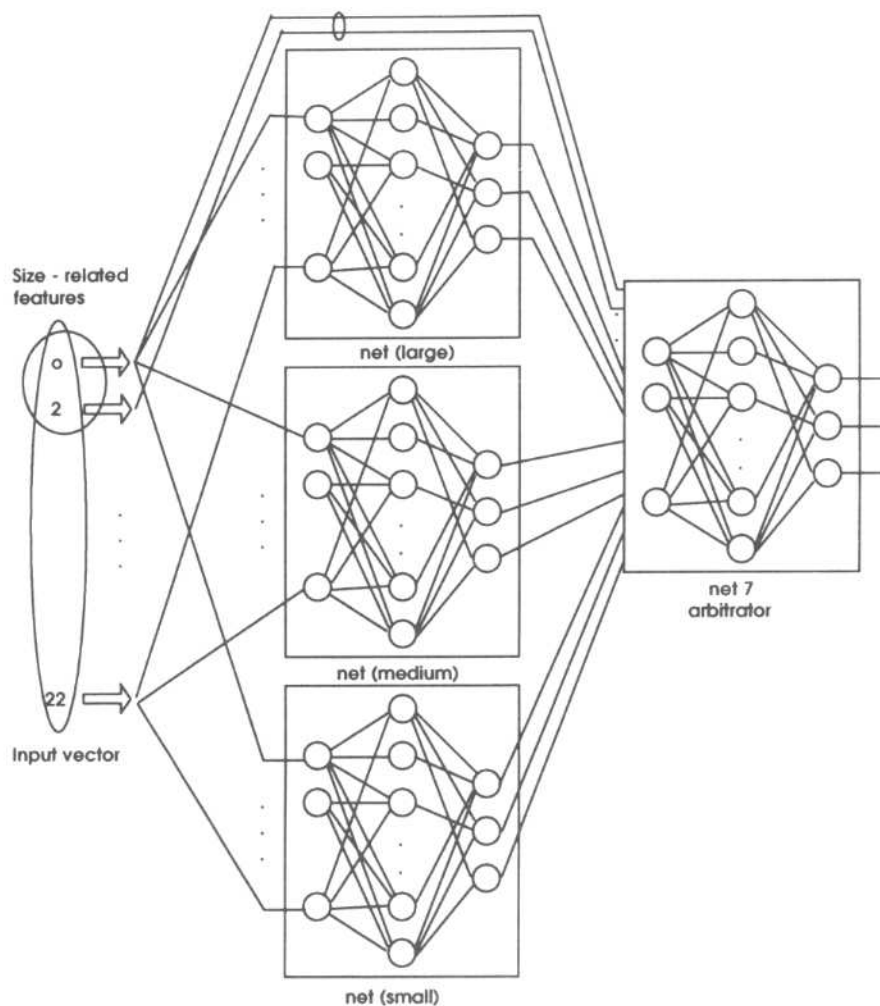 net (large)
Size - related
features
o
2
22
Input vector
net (medium)
net (small)
net 7
arbitrator